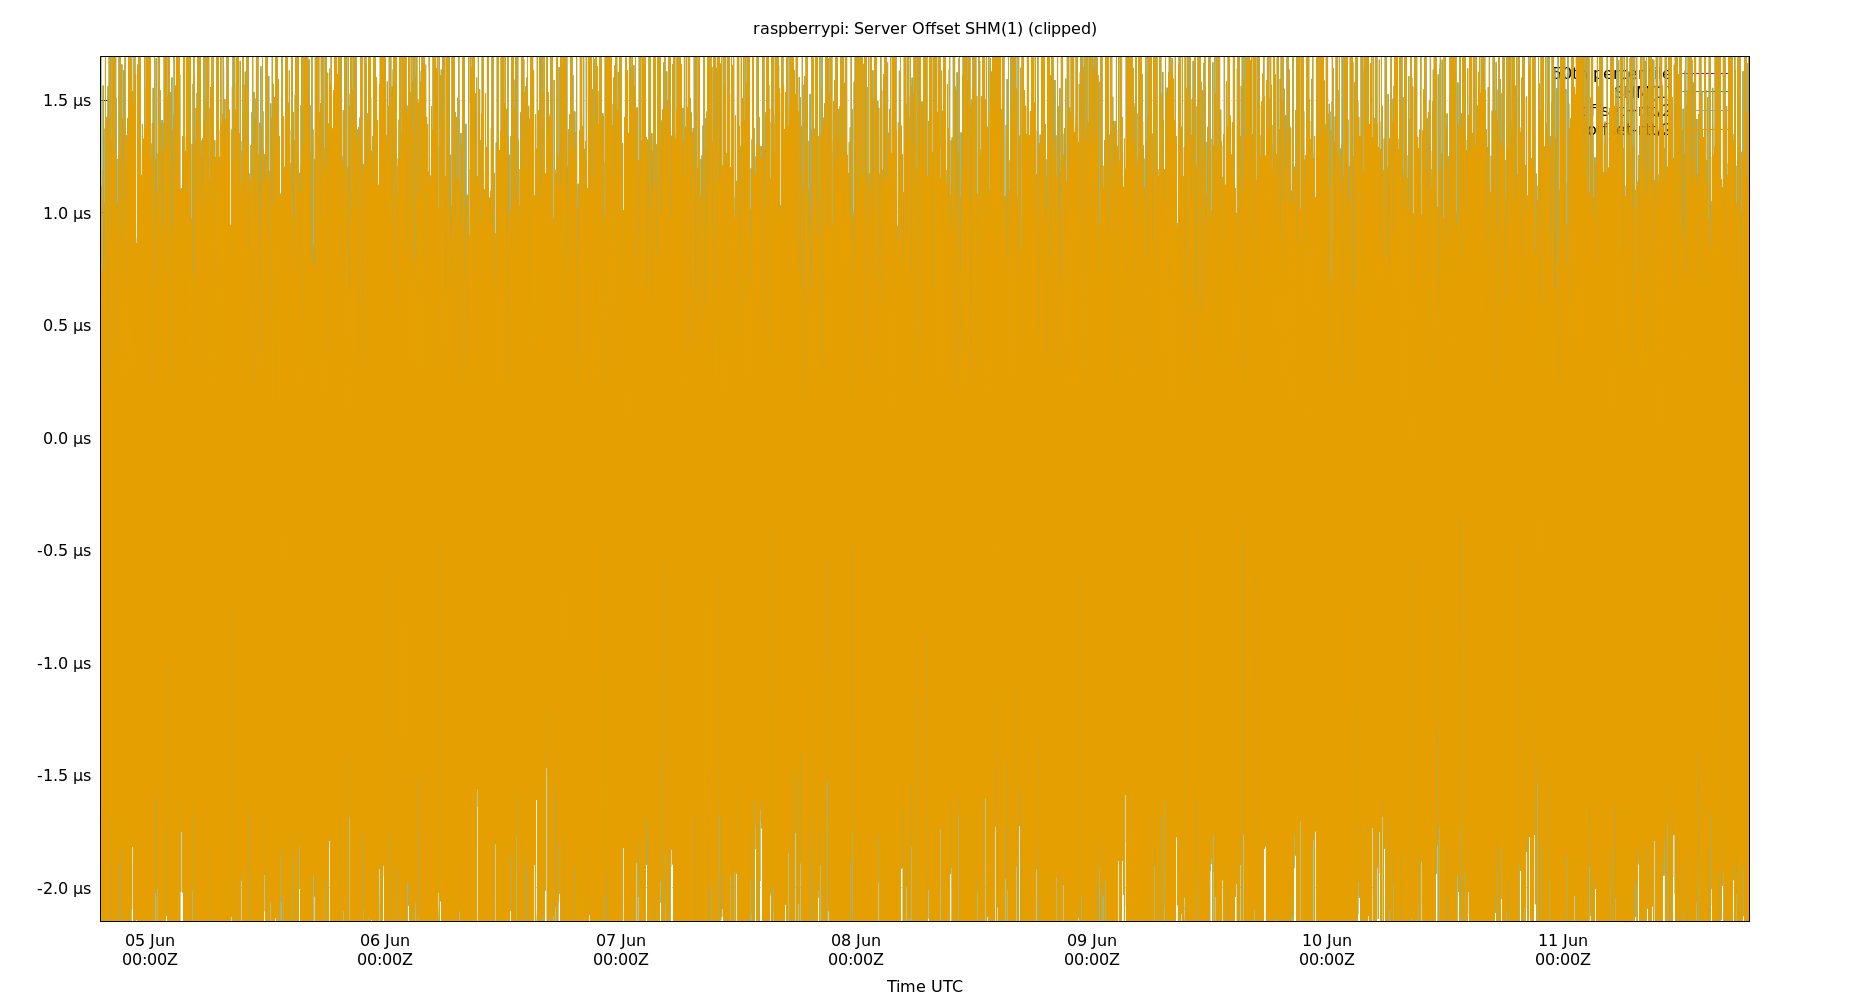 raspberrypi: Server Offset SHM(1) (clipped)
1.5 µs
1.0 µs
0.5 µs
0.0 µs
-0.5 µs
-1.0 µs
-1.5 µs
-2.0 µs
05 Jun 00:00Z
06 Jun 00:00Z
07 Jun 00:00Z
08 Jun 00:00Z
09 Jun 00:00Z
10 Jun 00:00Z
11 Jun 00:00Z
Time UTC